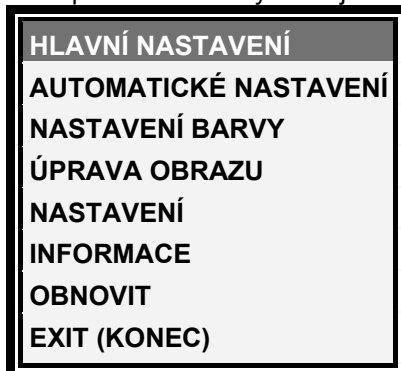 HLAVNÍ NASTAVENÍ
AUTOMATICKÉ NASTAVENÍ
NASTAVENÍ BARVY
ÚPRAVA OBRAZU
NASTAVENÍ
INFORMACE
OBNOVIT
EXIT (KONEC)